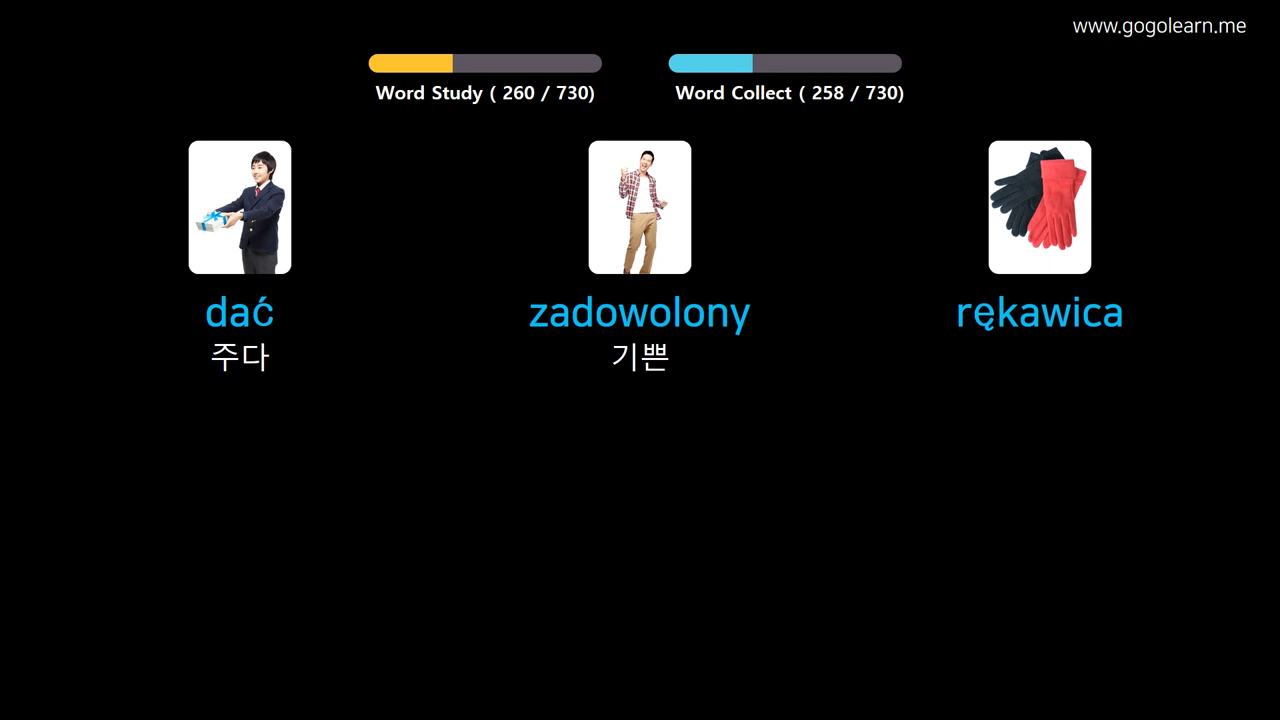 www.gogolearn.me
Word Study ( 260 / 730)
Word Collect ( 258 / 730)
dać
zadowolony
rękawica
주다
기쁜